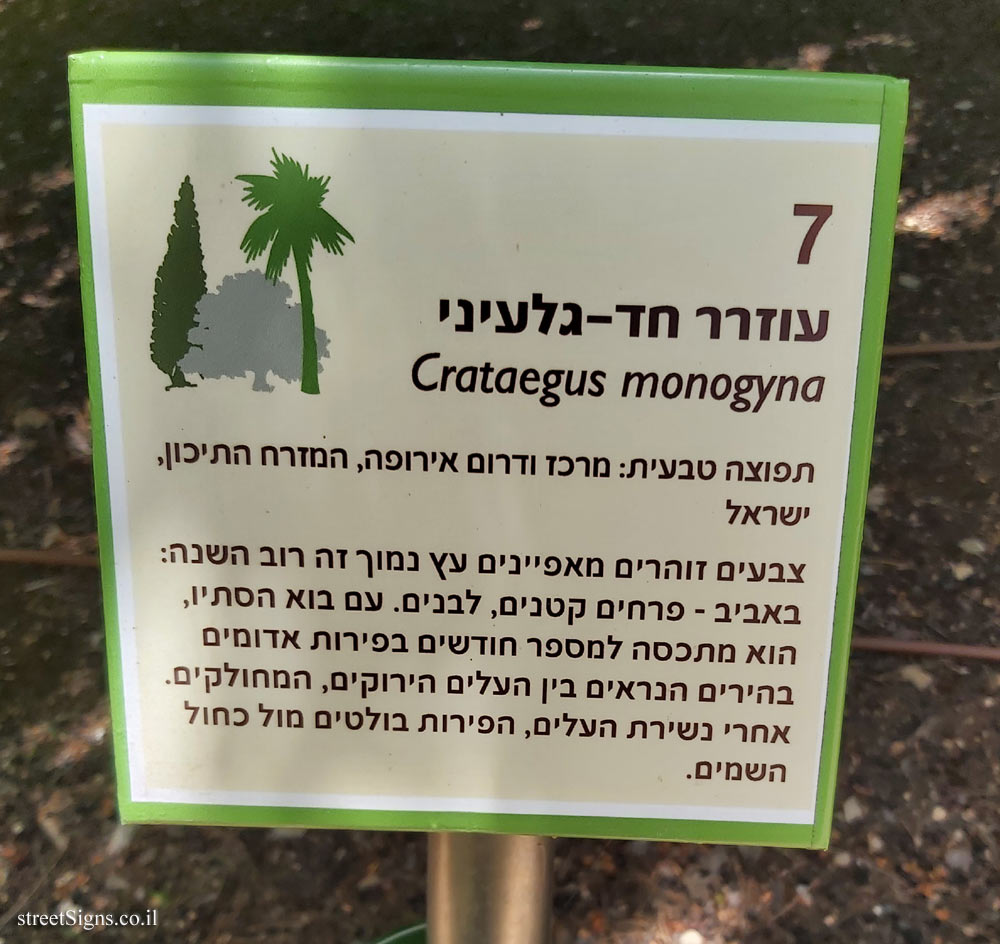 7
עוזרר חד-גלעיני
Crataegus monogyna
תפוצה טבעית: מרכז ודרום אירופה, המזרח התיכון,
ישראל
צבעים זוהרים מאפיינים עץ נמוך זה רוב השנה:
באביב - פרחים קטנים, לבנים. עם בוא הסתיו,
הוא מתכסה למספר חודשים בפירות אדומים
בהירים הנראים בין העלים הירוקים, המחולקים.
אחרי נשירת העלים, הפירות בולטים מול כחול
השמים.
streetSigns.co.il